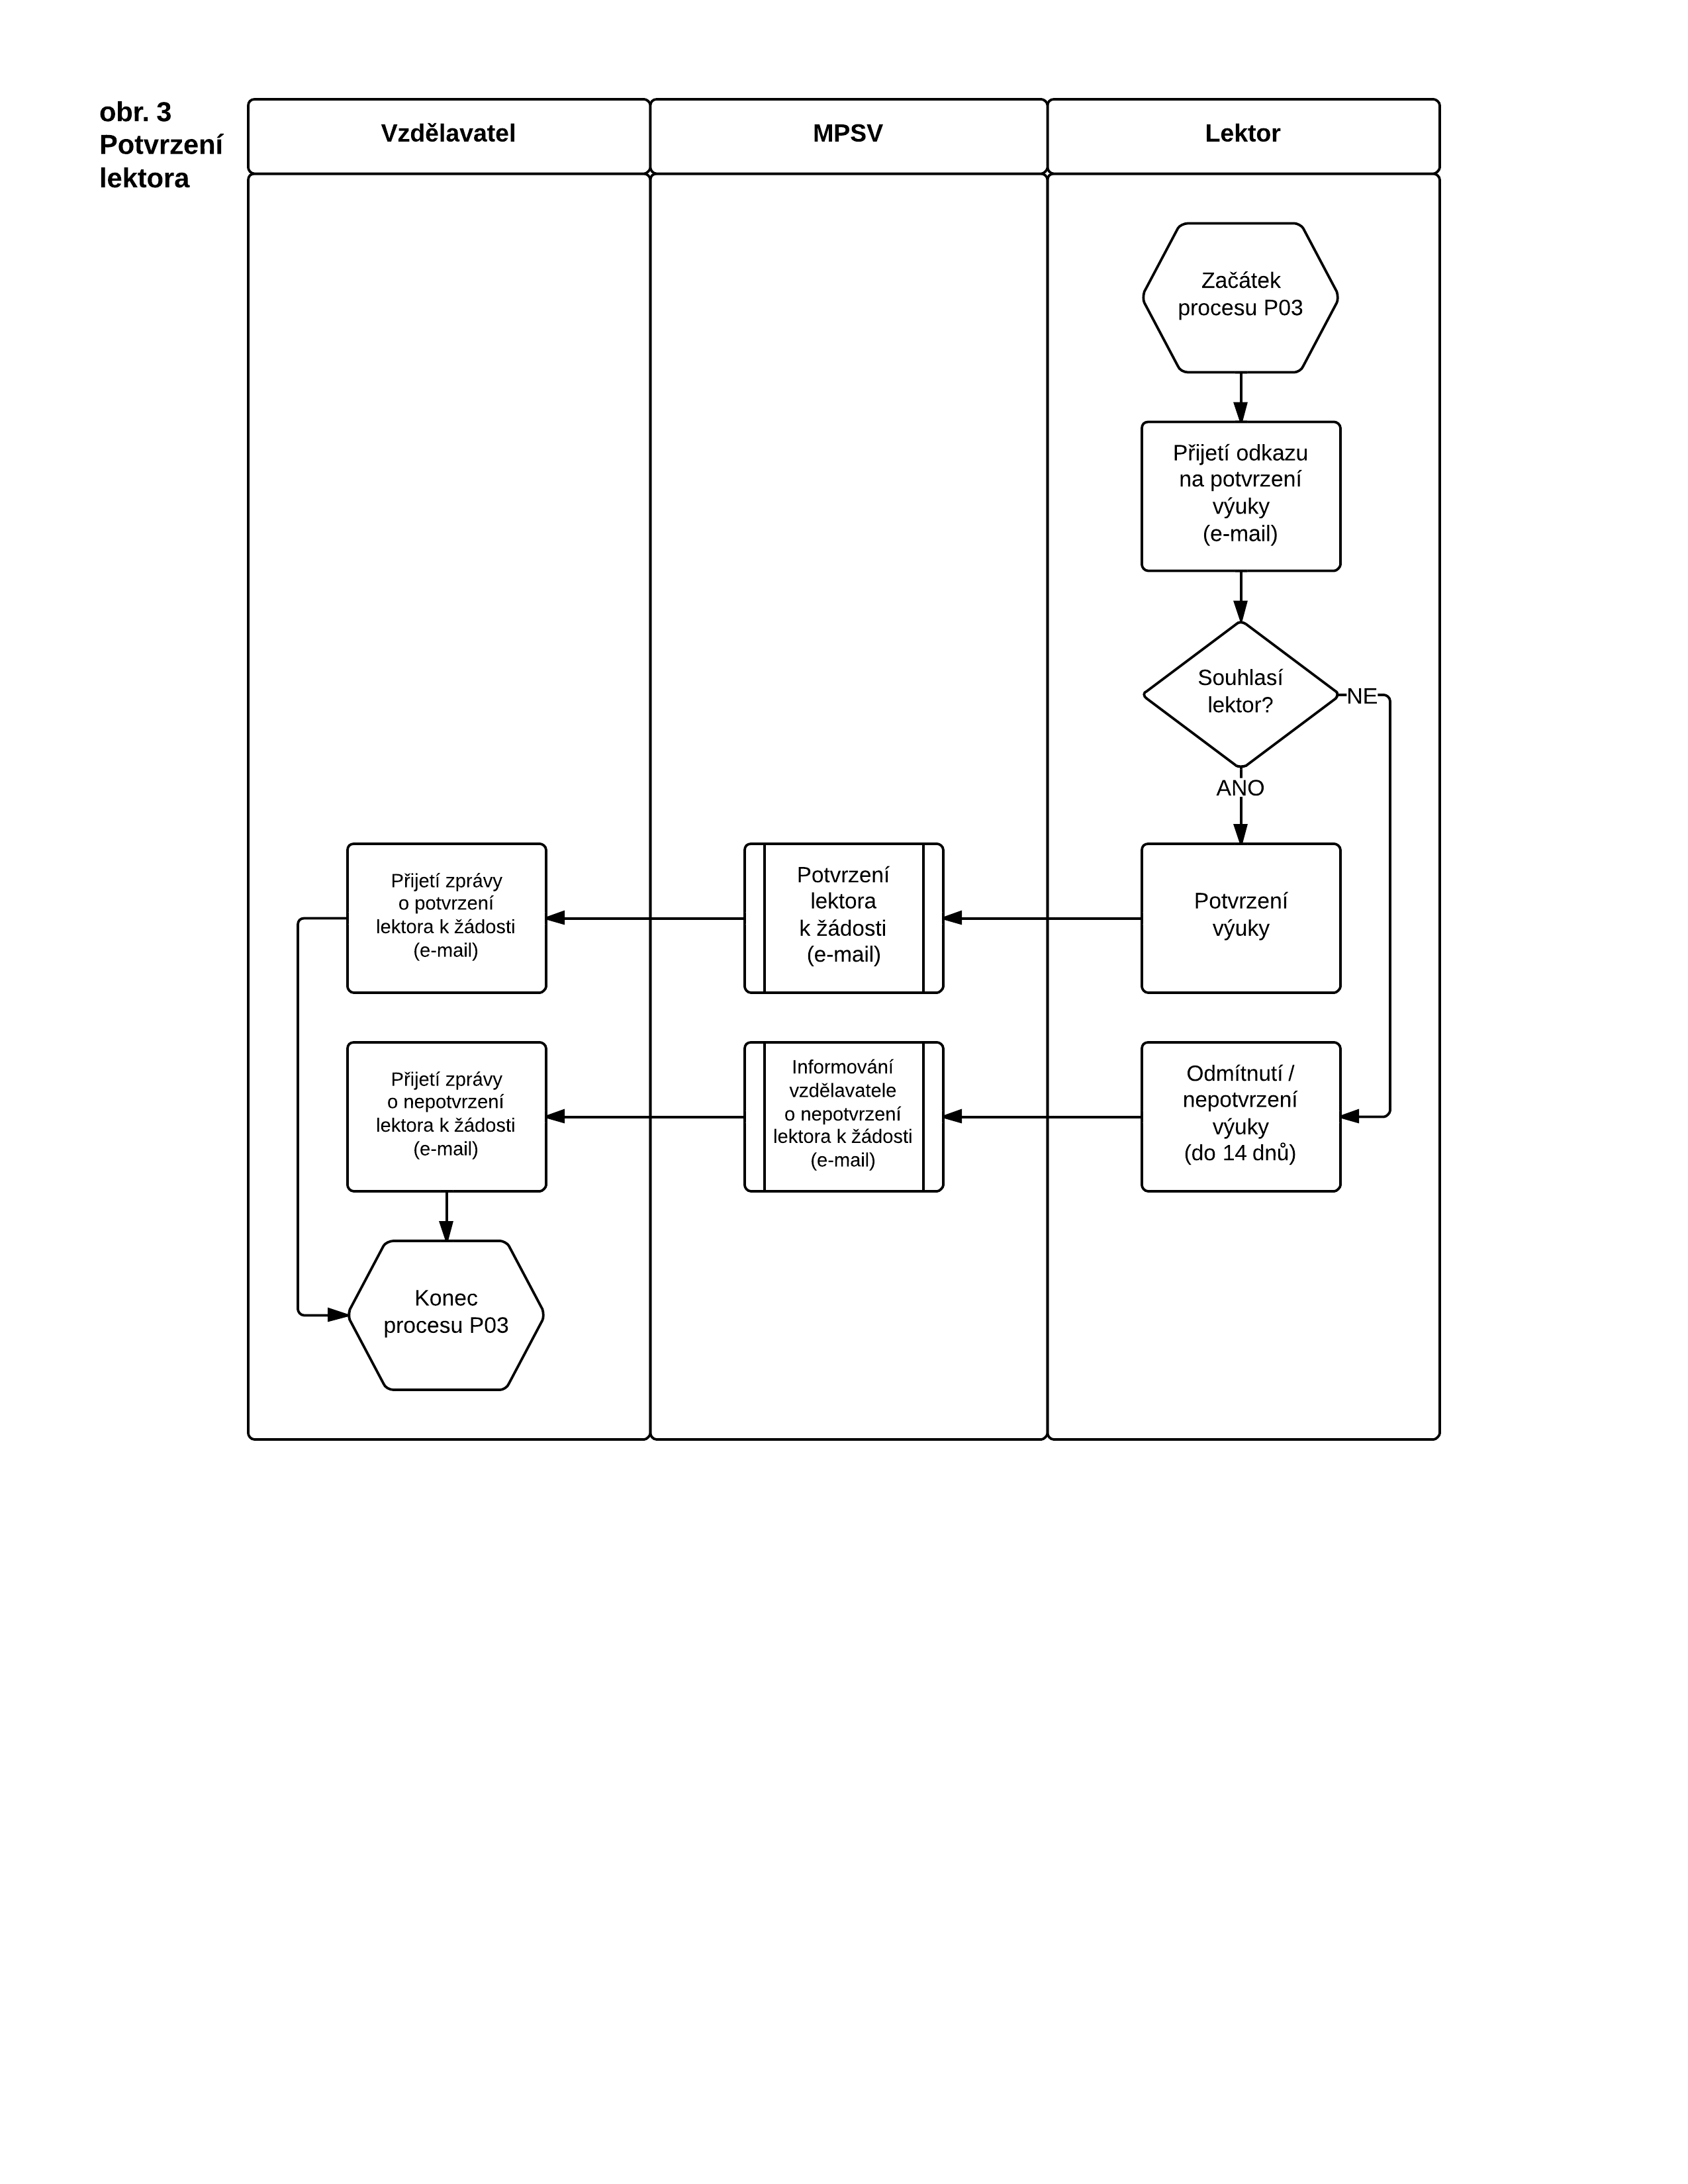 obr. 3
Potvrzení
lektora
Vzdělavatel
MPSV
Lektor
Začátek
procesu P03
Přijetí odkazu
na potvrzení
výuky
(e-mail)
Souhlasí
lektor?
NE
ANO
Přijetí zprávy
o potvrzení
lektora k žádosti
(e-mail)
Potvrzení
lektora
k žádosti
(e-mail)
Potvrzení
výuky
Přijetí zprávy
o nepotvrzení
lektora k žádosti
(e-mail)
Informování
vzdělavatele
o nepotvrzení
lektora k žádosti
(e-mail)
Odmítnutí /
nepotvrzení
výuky
(do 14 dnů)
Konec
procesu P03